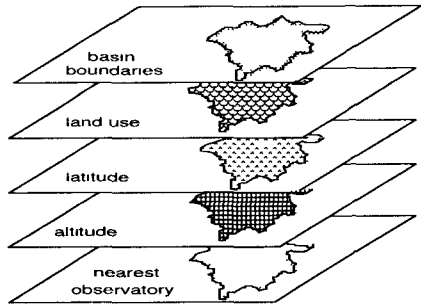 basin
boundaries
land use
latitude
altitude
nearest
observatory